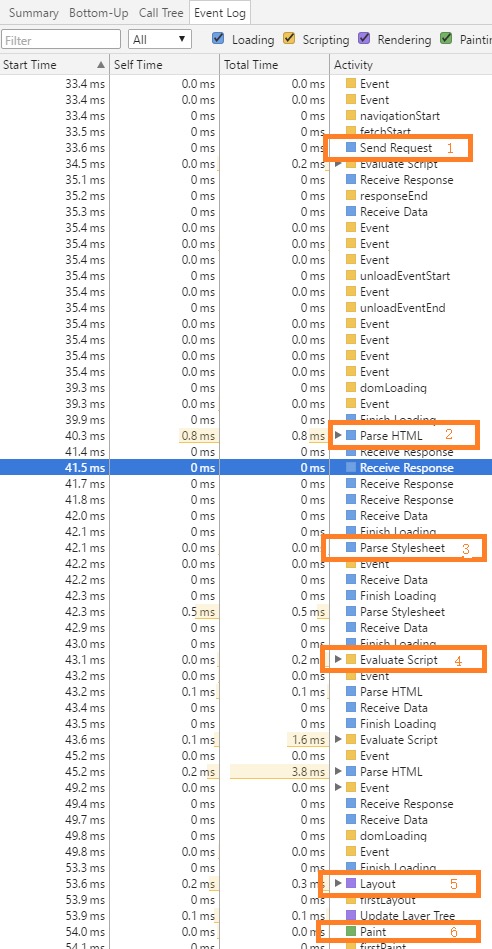 Summary Bottom-Up Call Tree Event Log
Filter All Loading Scripting Rendering Paintin
Start Time Self Time Total Time Activity
33.4 ms 0.0 ms 0.0 ms Event
33.4 ms 0.0 ms 0.0 ms Event
33.4 ms 0 ms 0 ms navigationStart
33.5 ms 0 ms 0 ms fetchStart
33.6 ms 0 ms 0 ms Send Request 1
34.5 ms 0.0 ms 0.2 ms Evaluate Script
35.1 ms 0 ms 0 ms Receive Response
35.2 ms 0 ms 0 ms responseEnd
35.3 ms 0 ms 0 ms Receive Data
35.4 ms 0.0 ms 0.0 ms Event
35.4 ms 0.0 ms 0.0 ms Event
35.4 ms 0.0 ms 0.0 ms Event
35.4 ms 0 ms 0 ms unloadEventStart
35.4 ms 0.0 ms 0.0 ms Event
35.4 ms 0 ms 0 ms unloadEventEnd
35.4 ms 0.0 ms 0.0 ms Event
35.4 ms 0.0 ms 0.0 ms Event
35.4 ms 0.0 ms 0.0 ms Event
35.4 ms 0.0 ms 0.0 ms Event
39.3 ms 0 ms 0 ms domLoading
39.3 ms 0.0 ms 0.0 ms Event
39.9 ms 0 ms 0 ms Finish Loading
40.3 ms 0.8 ms 0.8 ms Parse HTML 2
41.4 ms 0 ms 0 ms Receive Response
41.5 ms 0 ms 0 ms Receive Response
41.7 ms 0 ms 0 ms Receive Response
41.8 ms 0 ms 0 ms Receive Response
42.0 ms 0 ms 0 ms Receive Data
42.1 ms 0 ms 0 ms Finish Loading
42.1 ms 0.0 ms 0.0 ms Parse Stylesheet 3
42.2 ms 0.0 ms 0.0 ms Event
42.2 ms 0 ms 0 ms Receive Data
42.3 ms 0 ms 0 ms Finish Loading
42.3 ms 0.5 ms 0.5 ms Parse Stylesheet
42.9 ms 0 ms 0 ms Receive Data
43.0 ms 0 ms 0 ms Finish Loading
43.1 ms 0.0 ms 0.2 ms Evaluate Script 4
43.2 ms 0.0 ms 0.0 ms Event
43.2 ms 0.1 ms 0.1 ms Parse HTML
43.4 ms 0 ms 0 ms Receive Data
43.5 ms 0 ms 0 ms Finish Loading
43.6 ms 0.1 ms 1.6 ms Evaluate Script
45.2 ms 0.0 ms 0.0 ms Event
45.2 ms 0.2 ms 3.8 ms Parse HTML
49.2 ms 0.0 ms 0.0 ms Event
49.4 ms 0 ms 0 ms Receive Response
49.7 ms 0 ms 0 ms Receive Data
49.8 ms 0 ms 0 ms domLoading
49.8 ms 0.0 ms 0.0 ms Event
53.3 ms 0 ms 0 ms Finish Loading
53.6 ms 0.2 ms 0.3 ms Layout 5
53.9 ms 0 ms 0 ms firstLayout
53.9 ms 0.1 ms 0.1 ms Update Layer Tree
54.0 ms 0.0 ms 0.0 ms Paint 6
54.1 ms 0 ms 0 ms firstPaint